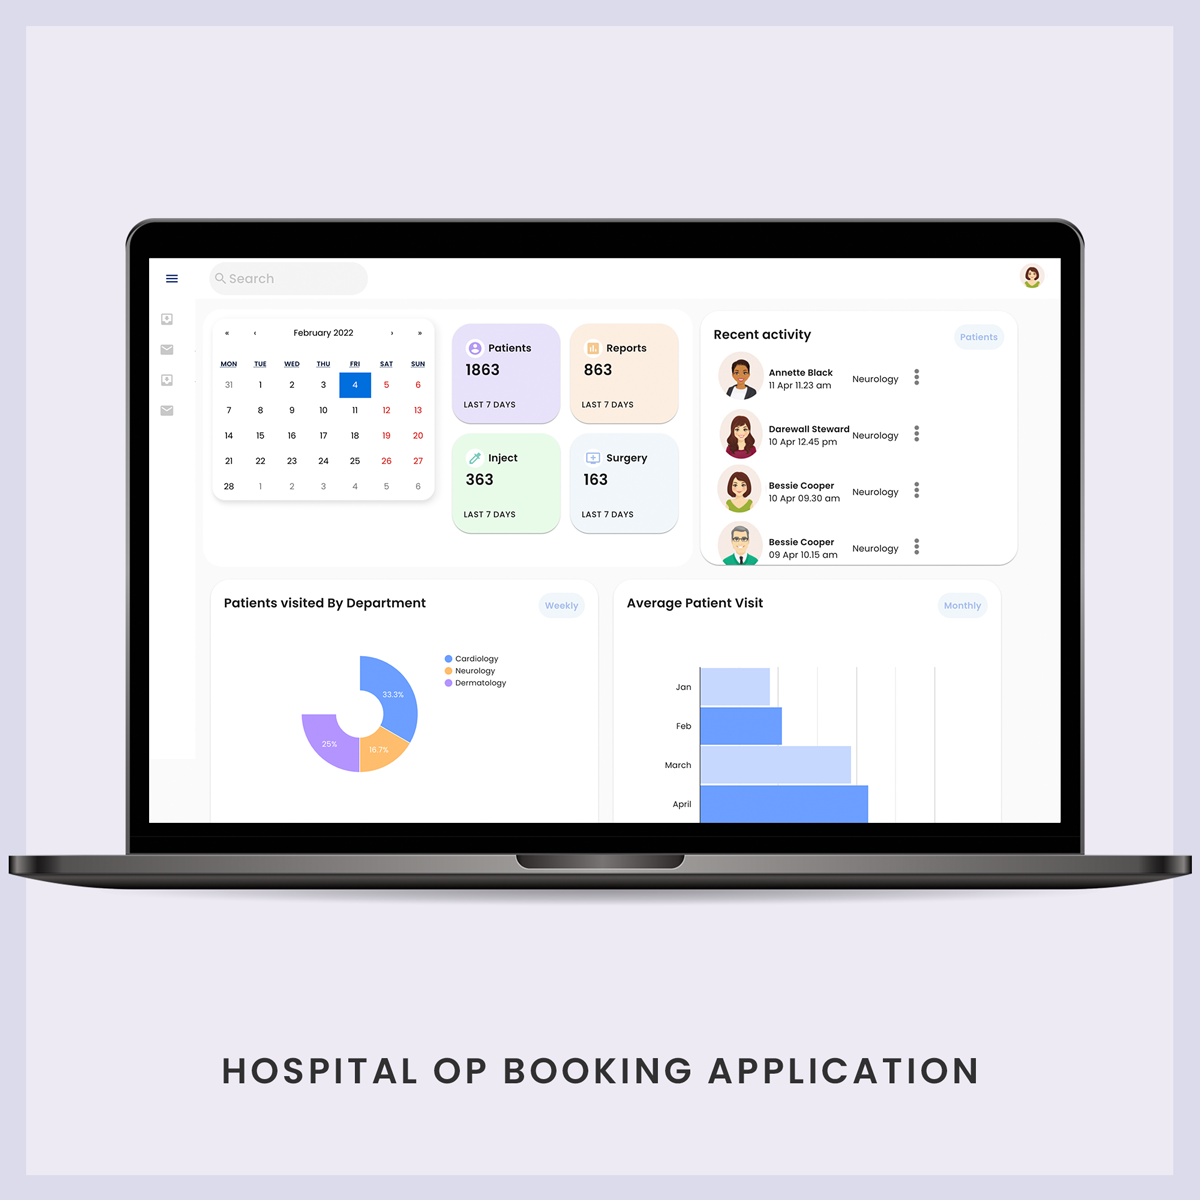 Search
« ‹ February 2022 › »
MON TUE WED THU FRI SAT SUN
31 1 2 3 4 5 6
7 8 9 10 11 12 13
14 15 16 17 18 19 20
21 22 23 24 25 26 27
28 1 2 3 4 5 6
Patients
1863
LAST 7 DAYS
Reports
863
LAST 7 DAYS
Inject
363
LAST 7 DAYS
Surgery
163
LAST 7 DAYS
Recent activity
Patients
Annette Black
11 Apr 11.23 am
Neurology
Darewall Steward
10 Apr 12.45 pm
Neurology
Bessie Cooper
10 Apr 09.30 am
Neurology
Bessie Cooper
09 Apr 10.15 am
Neurology
Patients visited By Department
Weekly
Cardiology
Neurology
Dermatology
33.3%
16.7%
25%
Average Patient Visit
Monthly
Jan
Feb
March
April
HOSPITAL OP BOOKING APPLICATION